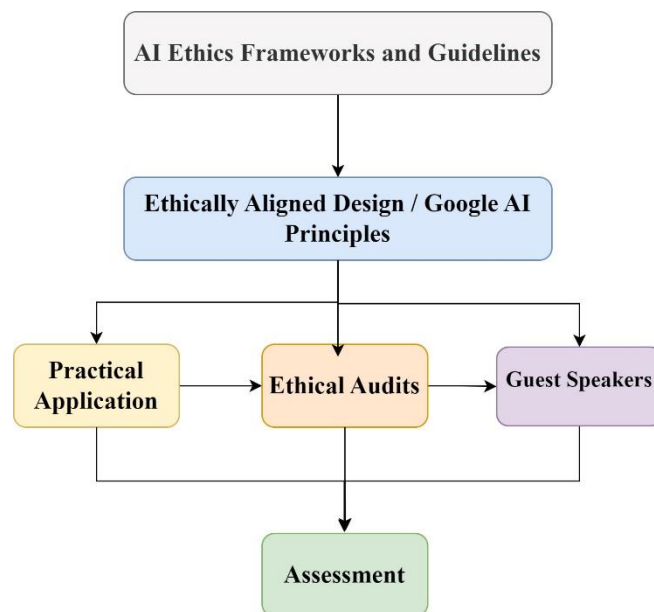 AI Ethics Frameworks and Guidelines
Ethically Aligned Design / Google AI
Principles
Practical
Application
Ethical Audits
Guest Speakers
Assessment